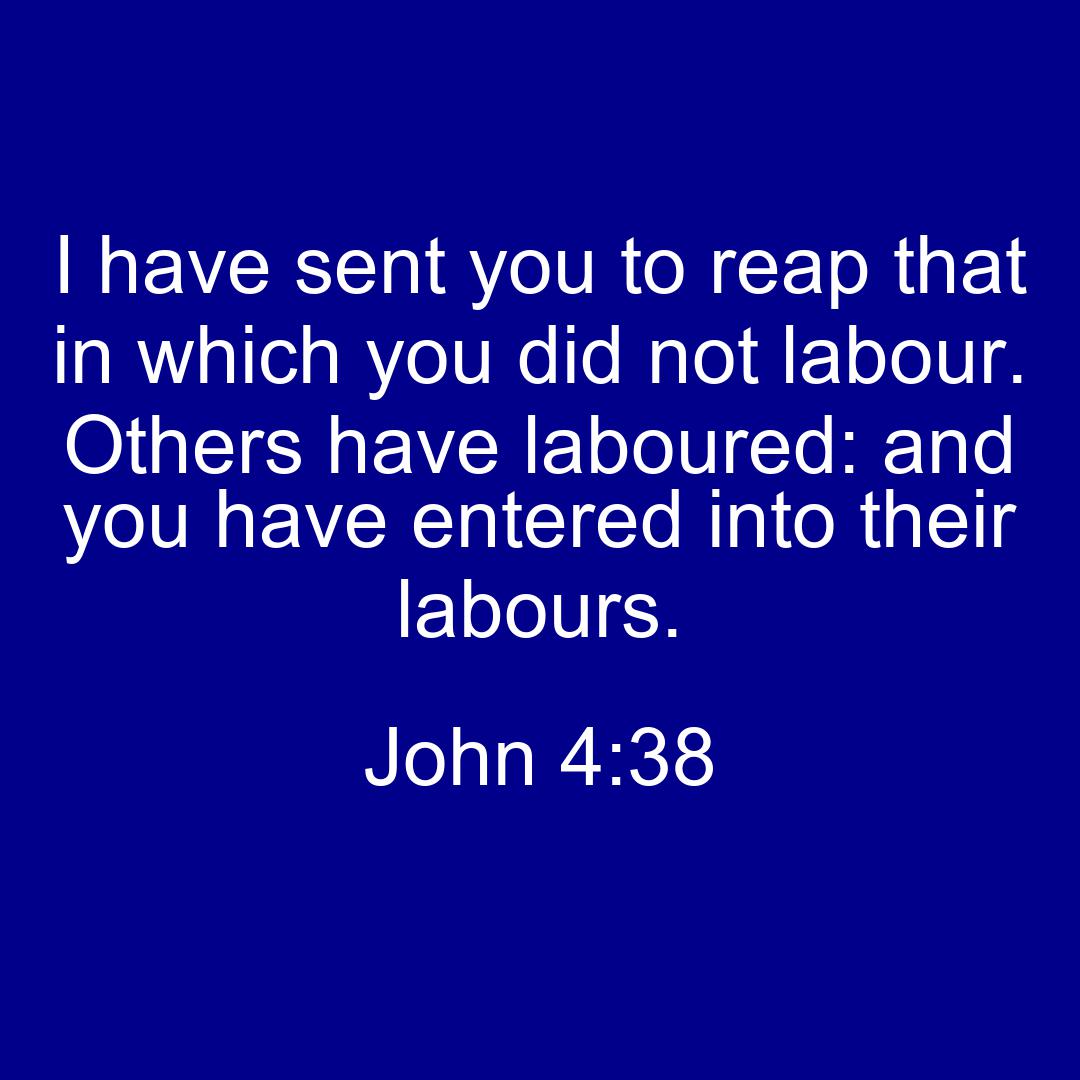 I have sent you to reap that
in which you did not labour.
Others have laboured: and
you have entered into their
labours.
John 4:38